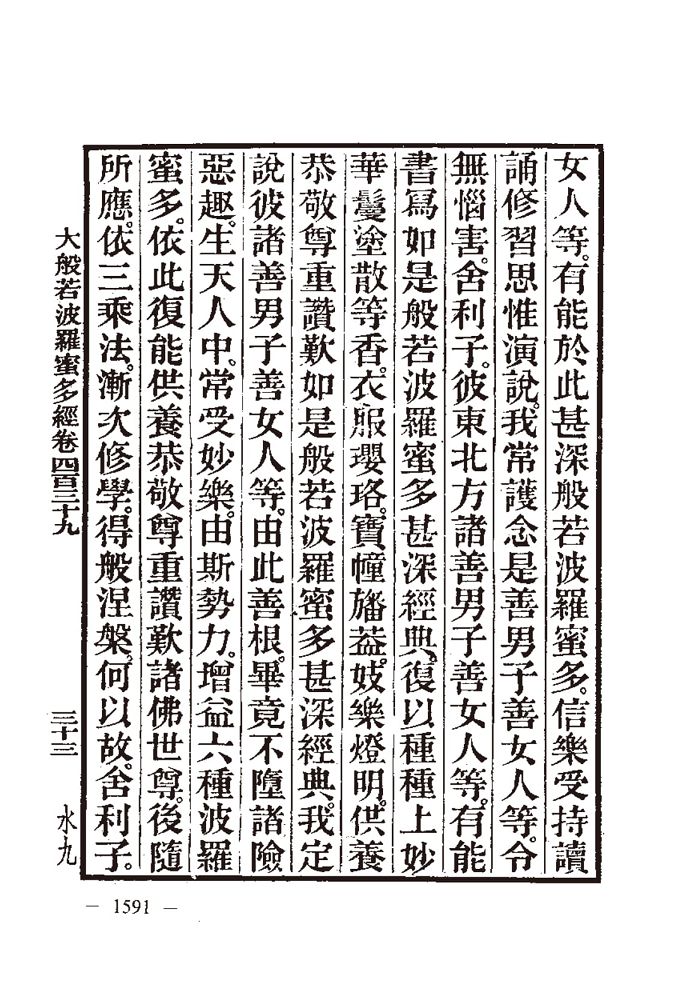 女人等。有能於此甚深般若波羅蜜多。信樂受持讀
誦修習思惟演說。我常護念是善男子善女人等。令
無惱害。舍利子。彼東北方諸善男子善女人等。有能
書寫如是般若波羅蜜多甚深經典。復以種種上妙
華鬘塗散等香。衣服瓔珞。寶幢旛葢。妓樂燈明。供養
恭敬尊重讚歎如是般若波羅蜜多甚深經典。我定
說彼諸善男子善女人等。由此善根。畢竟不墮諸險
惡趣。生天人中。常受妙樂。由斯勢力。增益六種波羅
蜜多。依此復能供養恭敬尊重讚歎諸佛世尊。後隨
所應。依三乘法。漸次修學。得般涅槃。何以故。舍利子。
大般若波羅蜜多經卷四百三十九
三十三
水九
— 1591 —